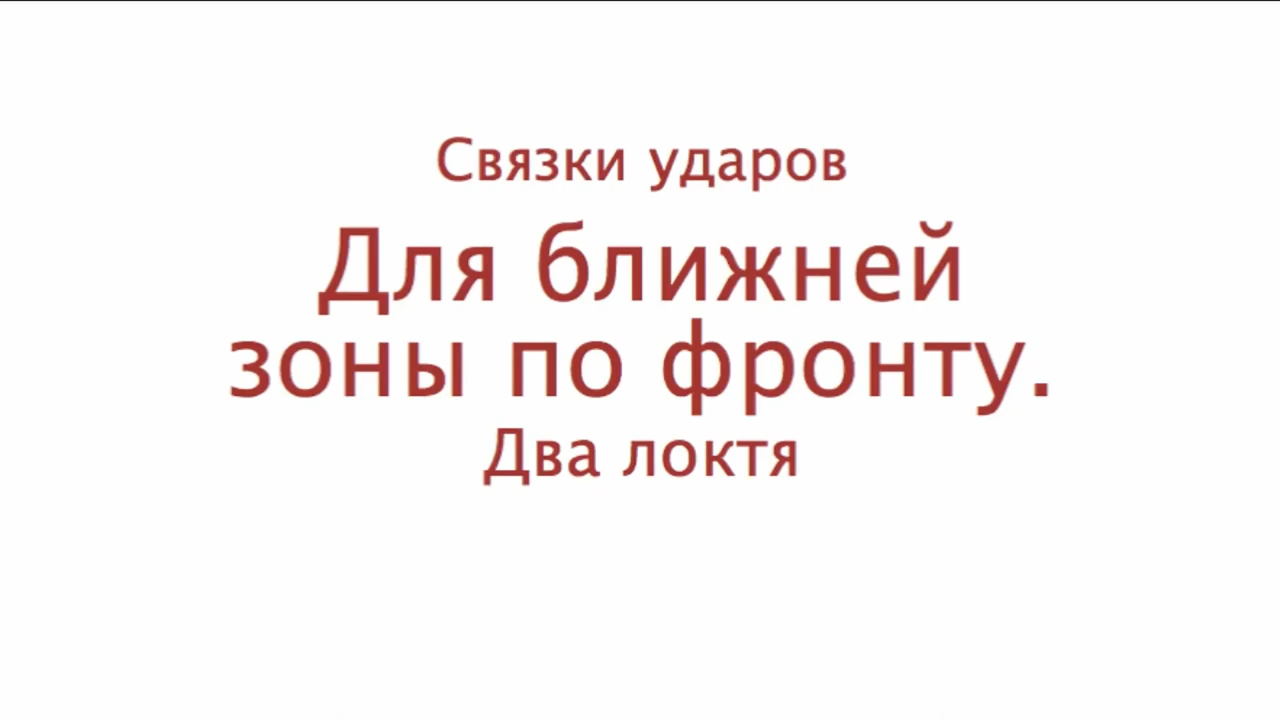 Связки ударов
Для ближней
зоны по фронту.
Два локтя